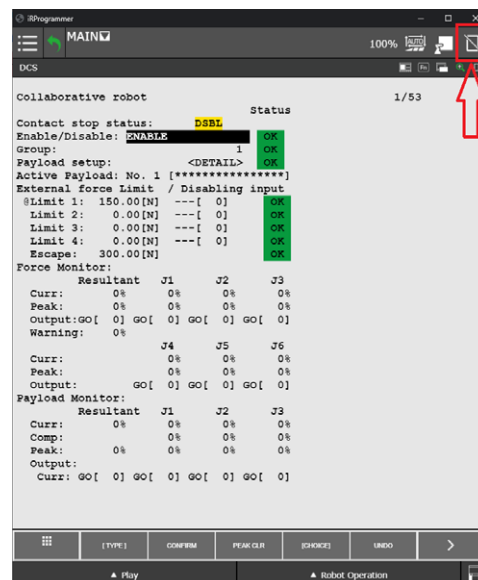 iRProgrammer
MAIN
100% AUTO
DCS
Collaborative robot 1/53
Status
Contact stop status: DSBL
Enable/Disable: ENABLE OK
Group: 1 OK
Payload setup: <DETAIL> OK
Active Payload: No. 1 [****************]
External force Limit / Disabling input
@Limit 1: 150.00[N] ---[ 0] OK
Limit 2: 0.00[N] ---[ 0] OK
Limit 3: 0.00[N] ---[ 0] OK
Limit 4: 0.00[N] ---[ 0] OK
Escape: 300.00[N] OK
Force Monitor:
Resultant J1 J2 J3
Curr: 0% 0% 0% 0%
Peak: 0% 0% 0% 0%
Output:GO[ 0] GO[ 0] GO[ 0] GO[ 0]
Warning: 0%
J4 J5 J6
Curr: 0% 0% 0%
Peak: 0% 0% 0%
Output: GO[ 0] GO[ 0] GO[ 0]
Payload Monitor:
Resultant J1 J2 J3
Curr: 0% 0% 0% 0%
Comp: 0% 0% 0%
Peak: 0% 0% 0% 0%
Output:
Curr: GO[ 0] GO[ 0] GO[ 0] GO[ 0]
[TYPE] CONFIRM PEAK CLR [CHOICE] UNDO >
▲ Play ▲ Robot Operation